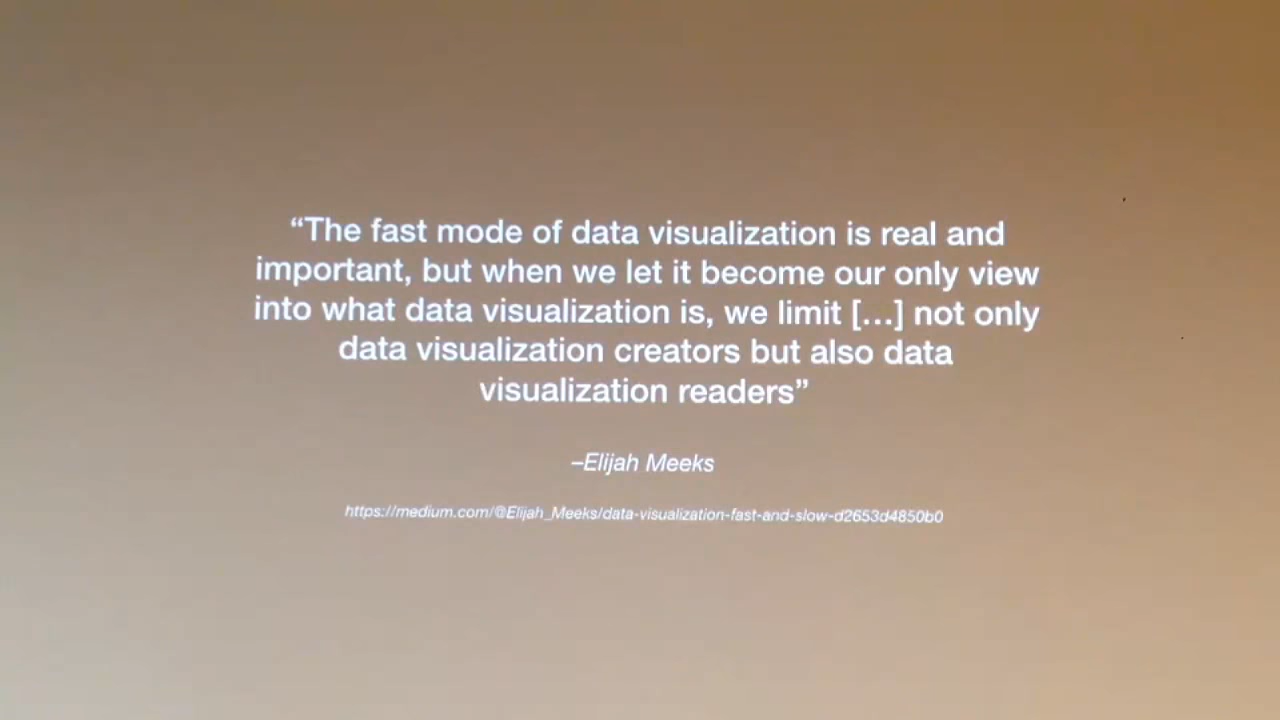 “The fast mode of data visualization is real and
important, but when we let it become our only view
into what data visualization is, we limit […] not only
data visualization creators but also data
visualization readers”
–Elijah Meeks
https://medium.com/@Elijah_Meeks/data-visualization-fast-and-slow-d2653d4850b0